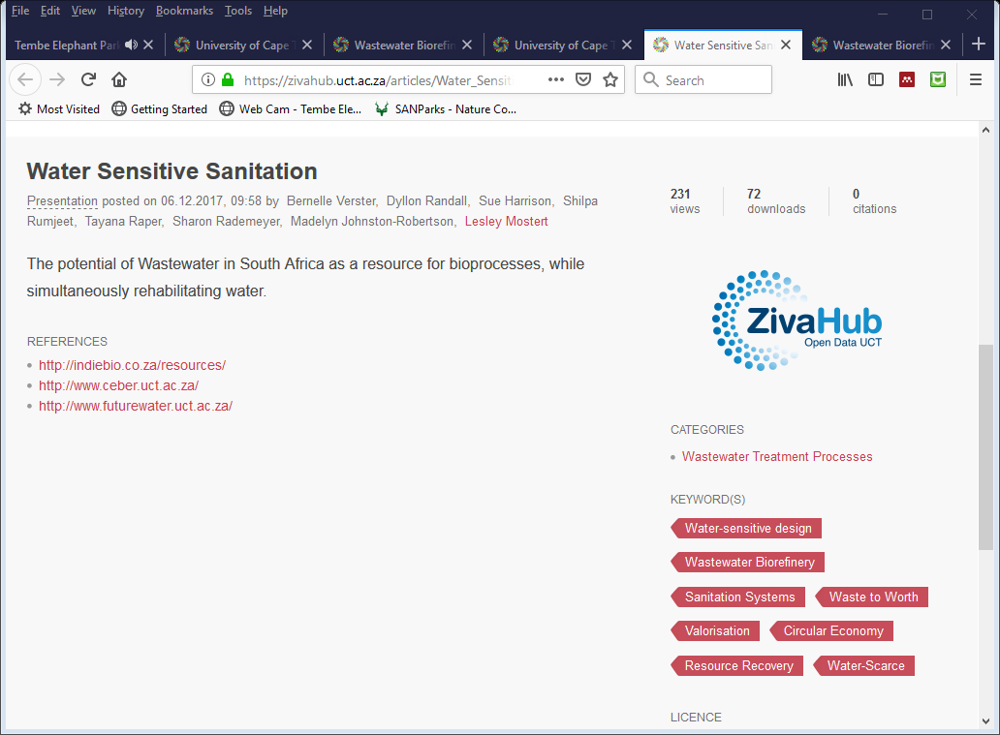 File Edit View History Bookmarks Tools Help
Tembe Elephant Par University of Cape T Wastewater Biorefin University of Cape T Water Sensitive San Wastewater Biorefin
https://zivahub.uct.ac.za/articles/Water_Sensit Search
Most Visited Getting Started Web Cam - Tembe Ele... SANParks - Nature Co...
Water Sensitive Sanitation
Presentation posted on 06.12.2017, 09:58 by Bernelle Verster, Dyllon Randall, Sue Harrison, Shilpa
Rumjeet, Tayana Raper, Sharon Rademeyer, Madelyn Johnston-Robertson, Lesley Mostert
The potential of Wastewater in South Africa as a resource for bioprocesses, while
simultaneously rehabilitating water.
REFERENCES
http://indiebio.co.za/resources/
http://www.ceber.uct.ac.za/
http://www.futurewater.uct.ac.za/
231 72 0
views downloads citations
ZivaHub
Open Data UCT
CATEGORIES
Wastewater Treatment Processes
KEYWORD(S)
Water-sensitive design
Wastewater Biorefinery
Sanitation Systems Waste to Worth
Valorisation Circular Economy
Resource Recovery Water-Scarce
LICENCE